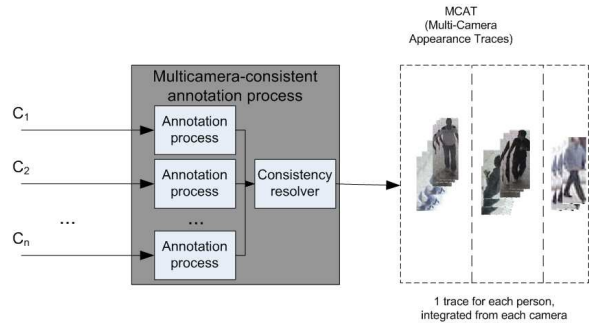 MCAT
(Multi-Camera
Appearance Traces)
Multicamera-consistent
annotation process
C1
Annotation
process
C2
Annotation
process
Consistency
resolver
...
...
Cn
Annotation
process
1 trace for each person,
integrated from each camera